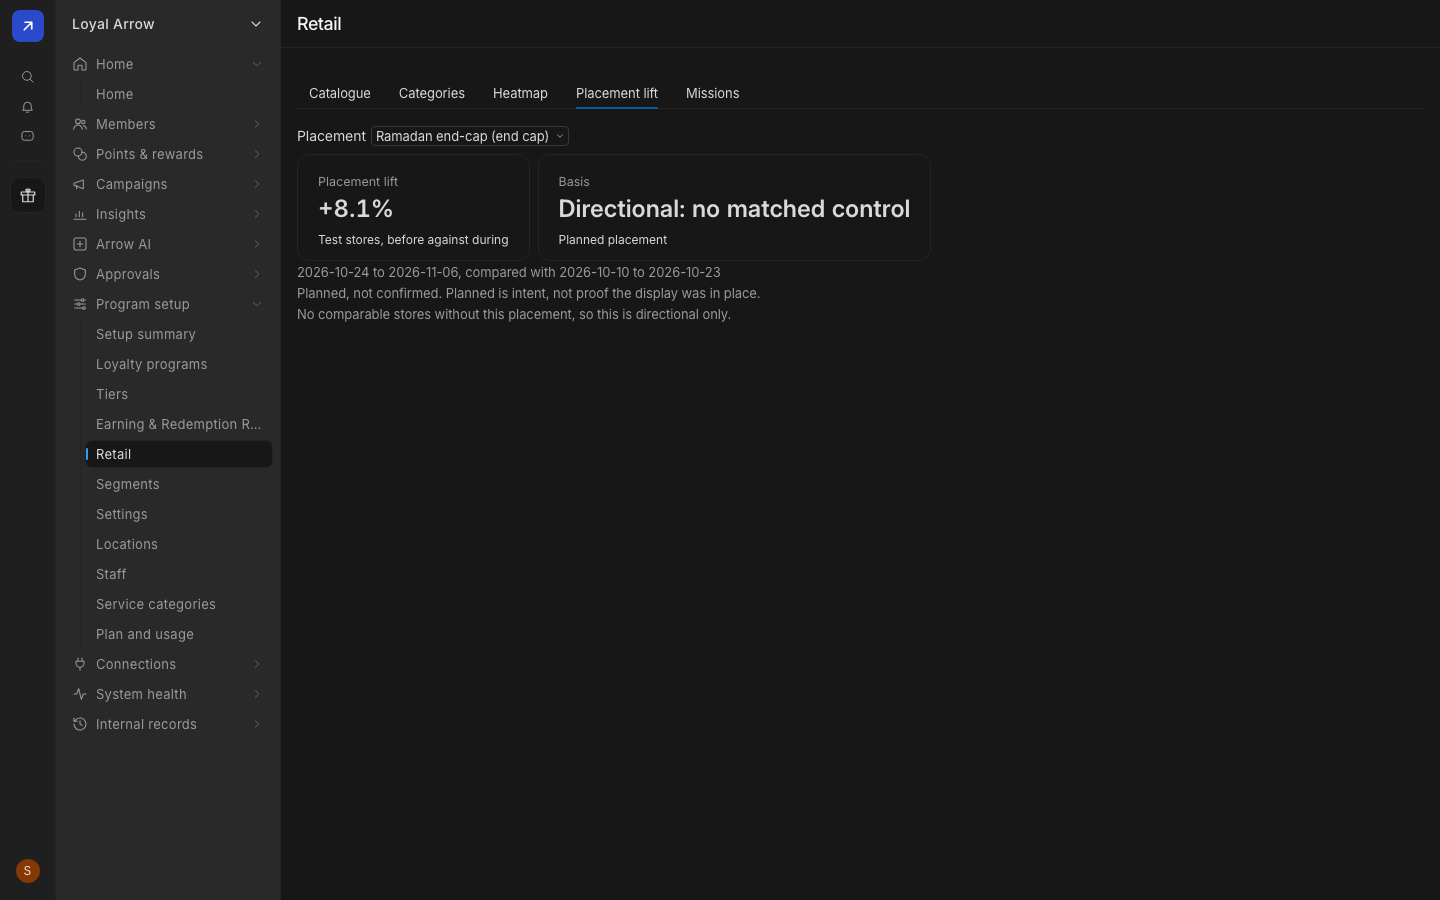 Loyal Arrow
Retail
Home
Home
Members
Points & rewards
Campaigns
Insights
Arrow AI
Approvals
Program setup
Setup summary
Loyalty programs
Tiers
Earning & Redemption R...
Retail
Segments
Settings
Locations
Staff
Service categories
Plan and usage
Connections
System health
Internal records
S
Catalogue Categories Heatmap Placement lift Missions
Placement Ramadan end-cap (end cap)
Placement lift
+8.1%
Test stores, before against during
Basis
Directional: no matched control
Planned placement
2026-10-24 to 2026-11-06, compared with 2026-10-10 to 2026-10-23
Planned, not confirmed. Planned is intent, not proof the display was in place.
No comparable stores without this placement, so this is directional only.